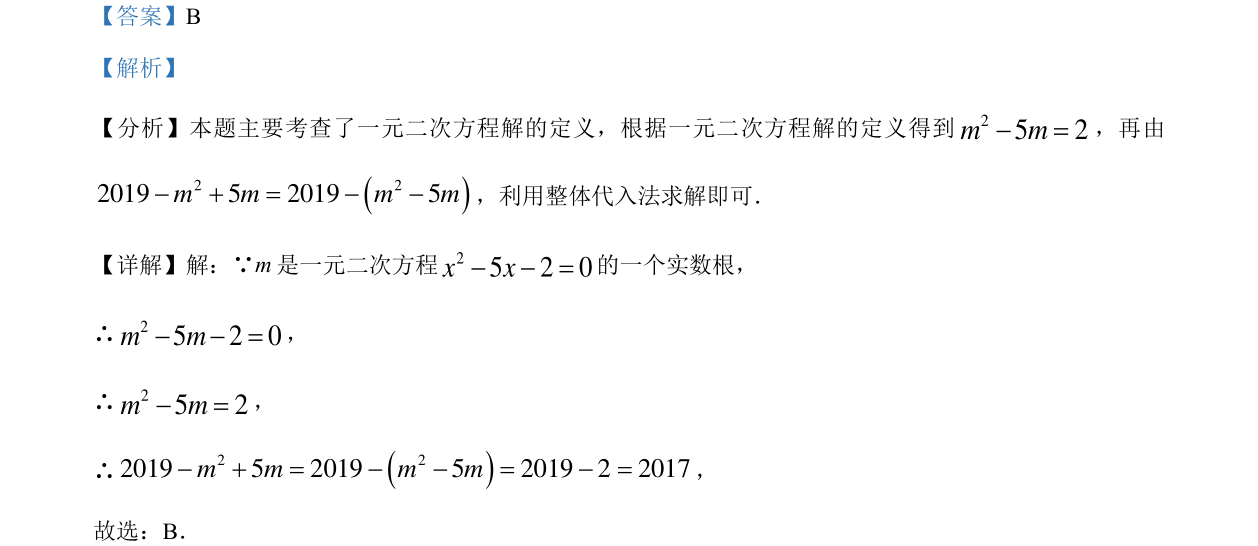 【答案】B
【解析】
【分析】本题主要考查了一元二次方程解的定义，根据一元二次方程解的定义得到 m² − 5m = 2，再由
2019 − m² + 5m = 2019 − (m² − 5m)，利用整体代入法求解即可．
【详解】解：∵m 是一元二次方程 x² − 5x − 2 = 0 的一个实数根，
∴ m² − 5m − 2 = 0，
∴ m² − 5m = 2，
∴ 2019 − m² + 5m = 2019 − (m² − 5m) = 2019 − 2 = 2017，
故选：B．